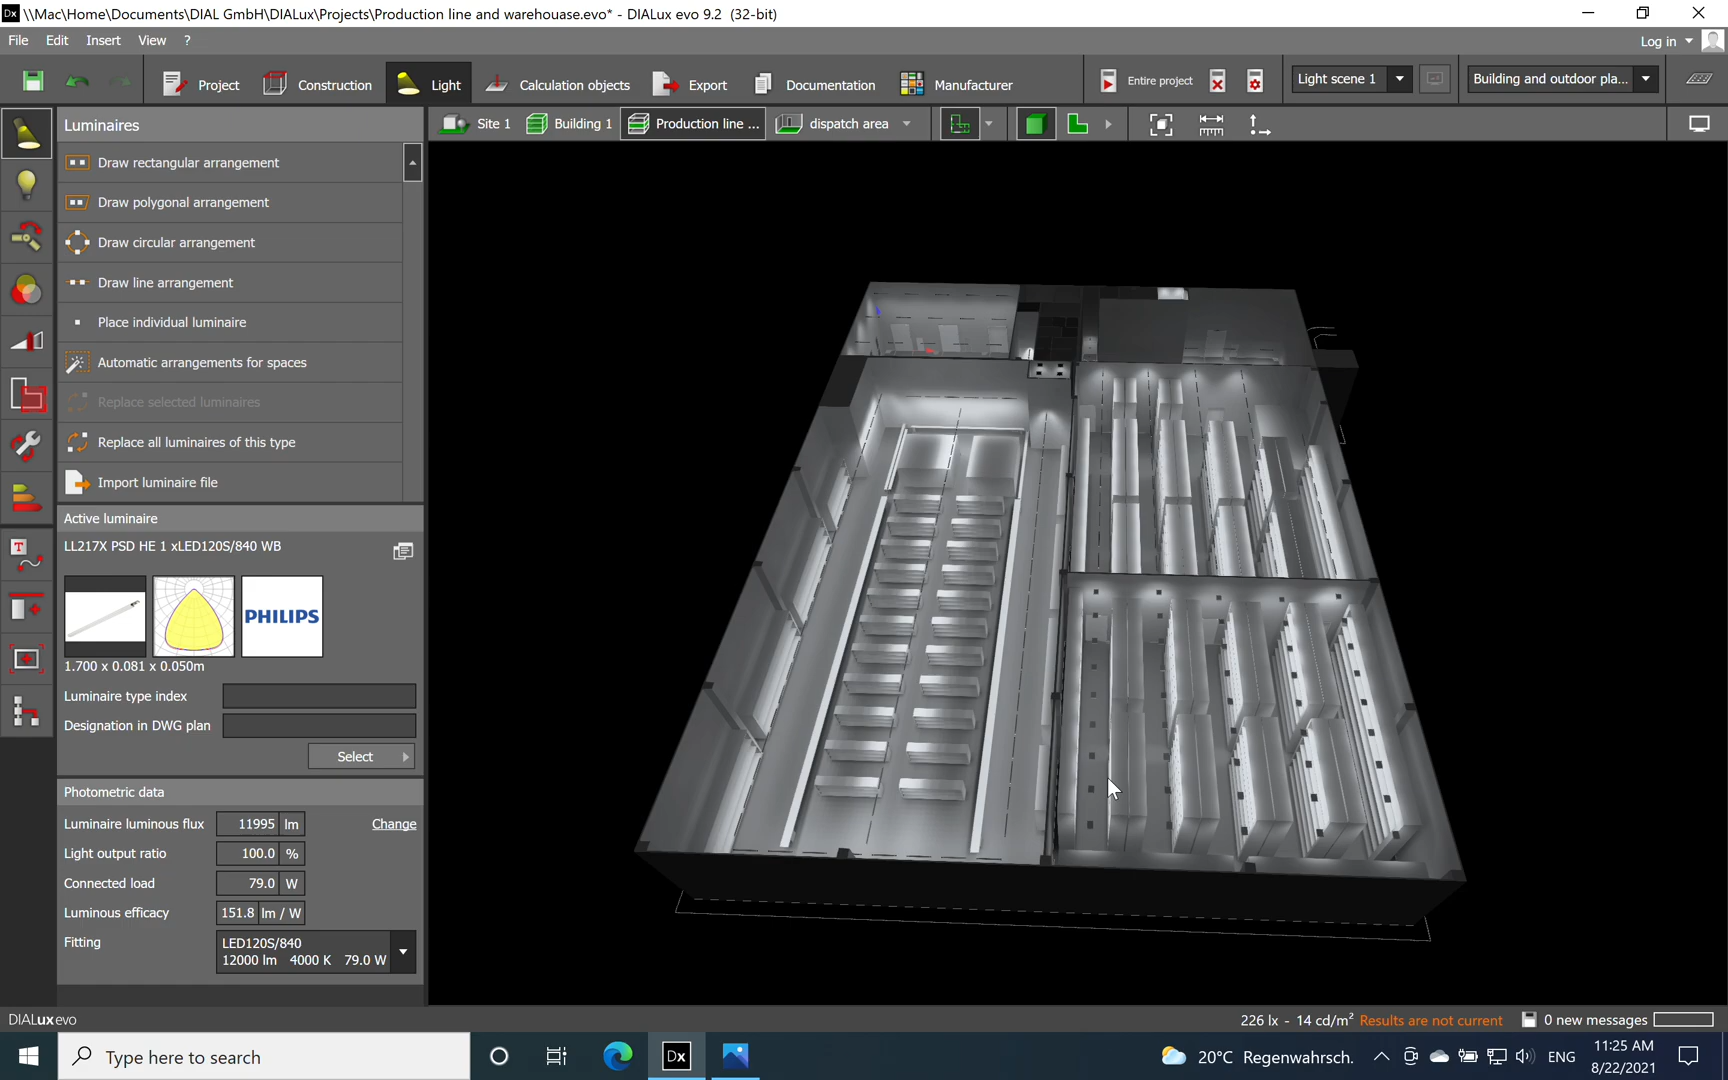 \\Mac\Home\Documents\DIAL GmbH\DIALux\Projects\Production line and warehouase.evo* - DIALux evo 9.2  (32-bit)
File Edit Insert View ?
Log in
Project Construction Light Calculation objects Export Documentation Manufacturer
Entire project
Light scene 1
Building and outdoor pla...
Luminaires
Site 1 Building 1 Production line ... dispatch area
Draw rectangular arrangement
Draw polygonal arrangement
Draw circular arrangement
Draw line arrangement
Place individual luminaire
Automatic arrangements for spaces
Replace selected luminaires
Replace all luminaires of this type
Import luminaire file
Active luminaire
LL217X PSD HE 1 xLED120S/840 WB
PHILIPS
1.700 x 0.081 x 0.050m
Luminaire type index
Designation in DWG plan
Select
Photometric data
Luminaire luminous flux 11995 lm Change
Light output ratio 100.0 %
Connected load 79.0 W
Luminous efficacy 151.8 lm / W
Fitting LED120S/840
12000 lm 4000 K 79.0 W
DIALux evo
226 lx - 14 cd/m² Results are not current 0 new messages
Type here to search
Dx
20°C Regenwahrsch.
ENG
11:25 AM
8/22/2021